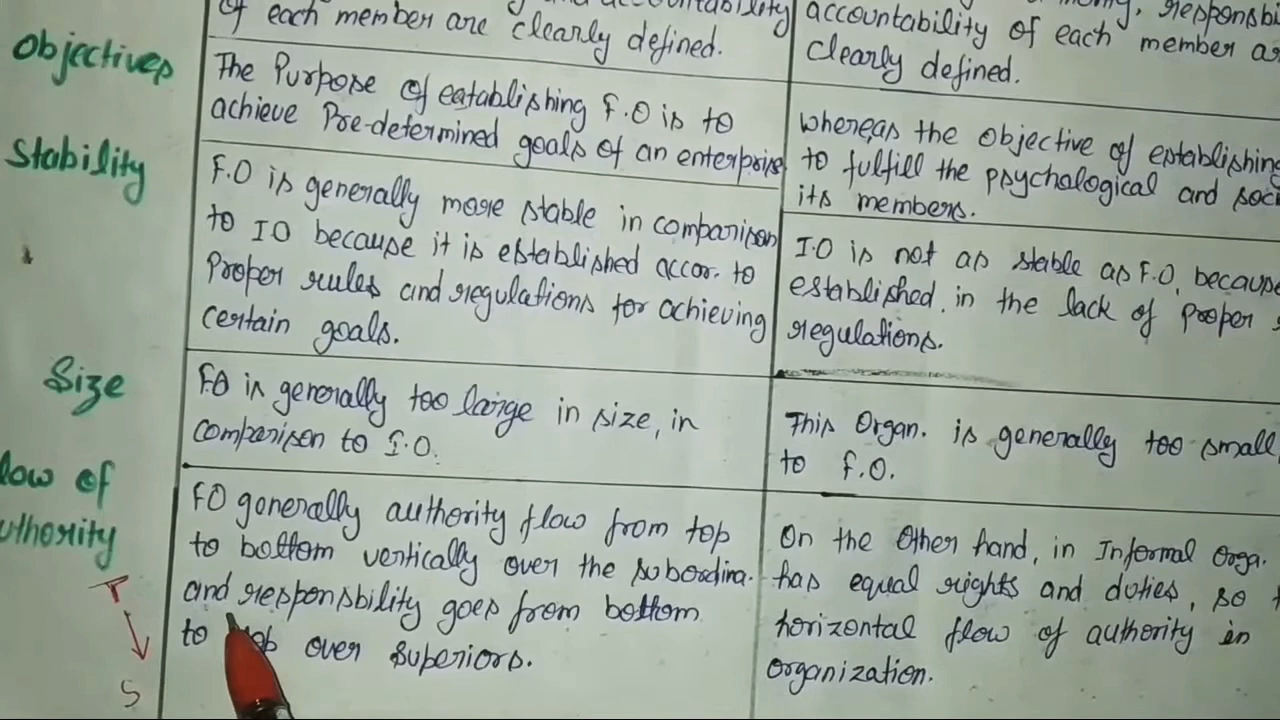 of each member are clearly defined.
accountability of each member
clearly defined.
Objectives
The Purpose of eatablishing F.O is to
achieve Pre-determined goals of an enterprise
whereas the objective of establishing
to fulfill the psychological and soci
its members.
Stability
F.O is generally more stable in comparison
to IO because it is established accor. to
Proper rules and regulations for achieving
certain goals.
I.O is not as stable as F.O, because
established in the lack of proper
regulations.
Size
F.O is generally too large in size, in
comparison to I.O.
This Organ. is generally too small
to F.O.
low of
uthority
T
S
FO generally authority flow from top
to bottom vertically over the subordina.
and responsbility goes from bottom
to over superiors.
On the Other hand, in Informal Orga.
has equal rights and duties, so
horizontal flow of authority in
organization.